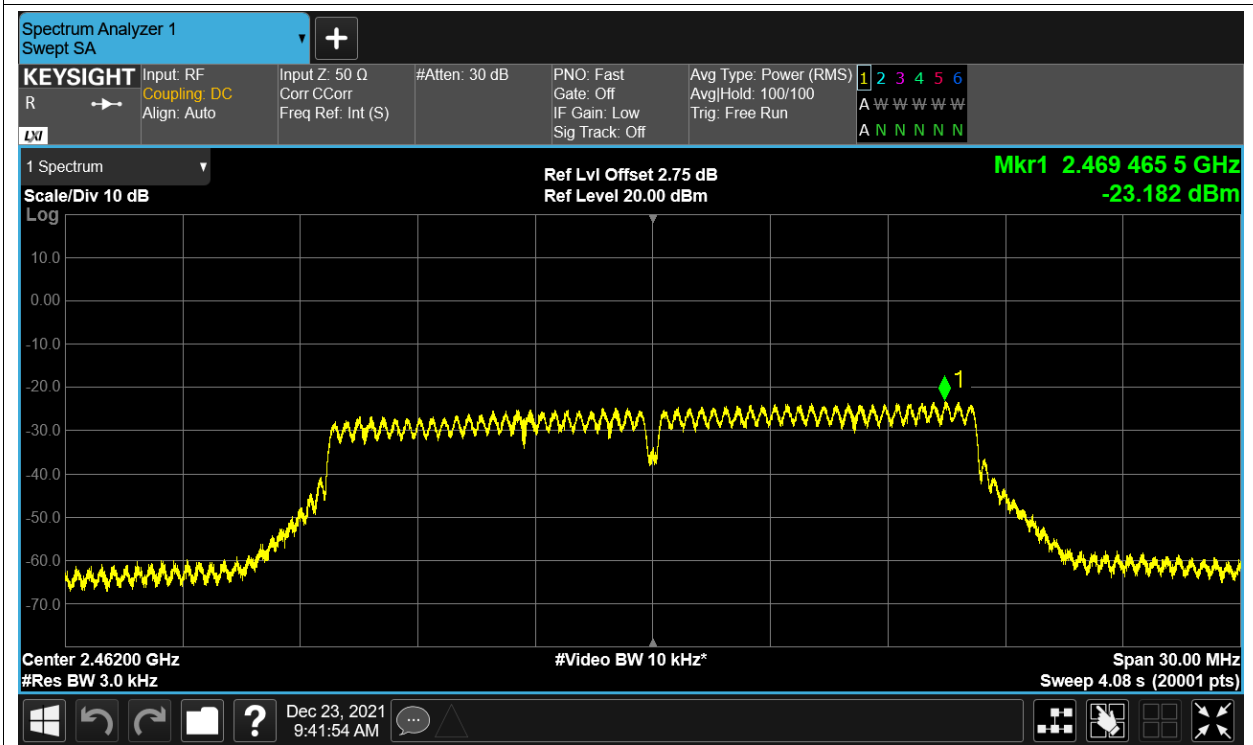 Spectrum Analyzer 1
Swept SA
KEYSIGHT
R
LXI
Input: RF
Coupling: DC
Align: Auto
Input Z: 50 Ω
Corr CCorr
Freq Ref: Int (S)
#Atten: 30 dB
PNO: Fast
Gate: Off
IF Gain: Low
Sig Track: Off
Avg Type: Power (RMS)
Avg|Hold: 100/100
Trig: Free Run
1 2 3 4 5 6
A W W W W W
A N N N N N
1 Spectrum
Scale/Div 10 dB
Log
Ref Lvl Offset 2.75 dB
Ref Level 20.00 dBm
Mkr1 2.469 465 5 GHz
-23.182 dBm
10.0
0.00
-10.0
-20.0
-30.0
-40.0
-50.0
-60.0
-70.0
1
Center 2.46200 GHz
#Res BW 3.0 kHz
#Video BW 10 kHz*
Span 30.00 MHz
Sweep 4.08 s (20001 pts)
?
Dec 23, 2021
9:41:54 AM